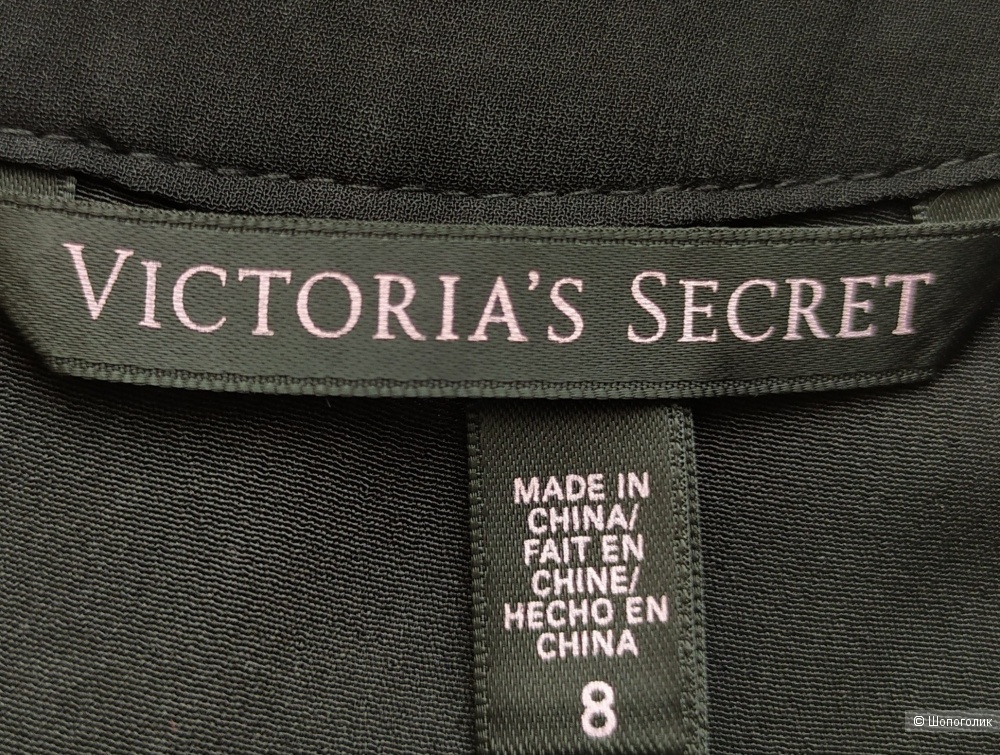 VICTORIA'S SECRET
MADE IN
CHINA/
FAIT EN
CHINE/
HECHO EN
CHINA
8
© Шопоголик